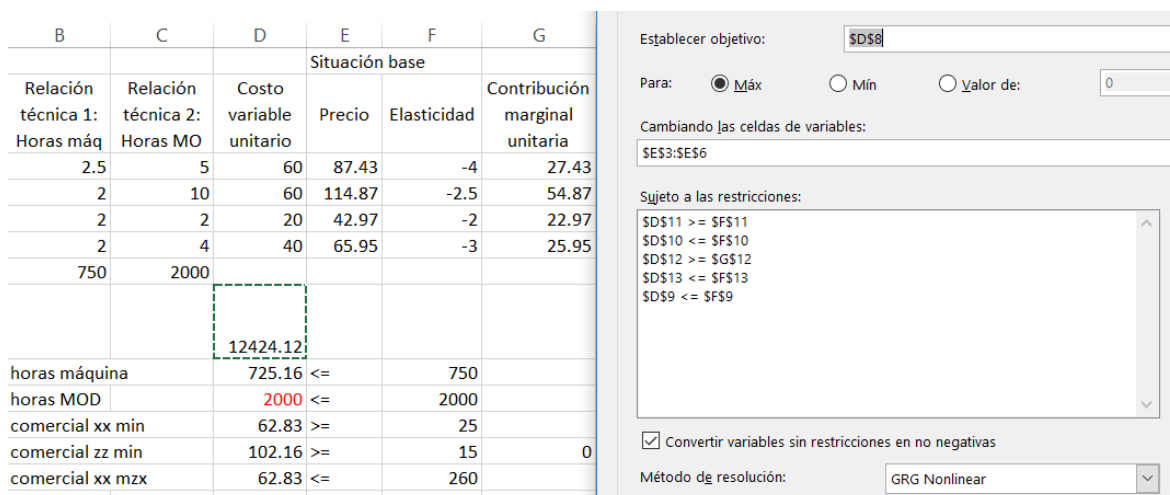 B C D E F G
Situación base
Relación Relación Costo Contribución
técnica 1: técnica 2: variable Precio Elasticidad marginal
Horas máq Horas MO unitario unitaria
2.5 5 60 87.43 -4 27.43
2 10 60 114.87 -2.5 54.87
2 2 20 42.97 -2 22.97
2 4 40 65.95 -3 25.95
750 2000
12424.12
horas máquina 725.16 <= 750
horas MOD 2000 <= 2000
comercial xx min 62.83 >= 25
comercial zz min 102.16 >= 15 0
comercial xx mzx 62.83 <= 260
Establecer objetivo: $D$8
Para: Máx Mín Valor de: 0
Cambiando las celdas de variables:
$E$3:$E$6
Sujeto a las restricciones:
$D$11 >= $F$11
$D$10 <= $F$10
$D$12 >= $G$12
$D$13 <= $F$13
$D$9 <= $F$9
Convertir variables sin restricciones en no negativas
Método de resolución: GRG Nonlinear